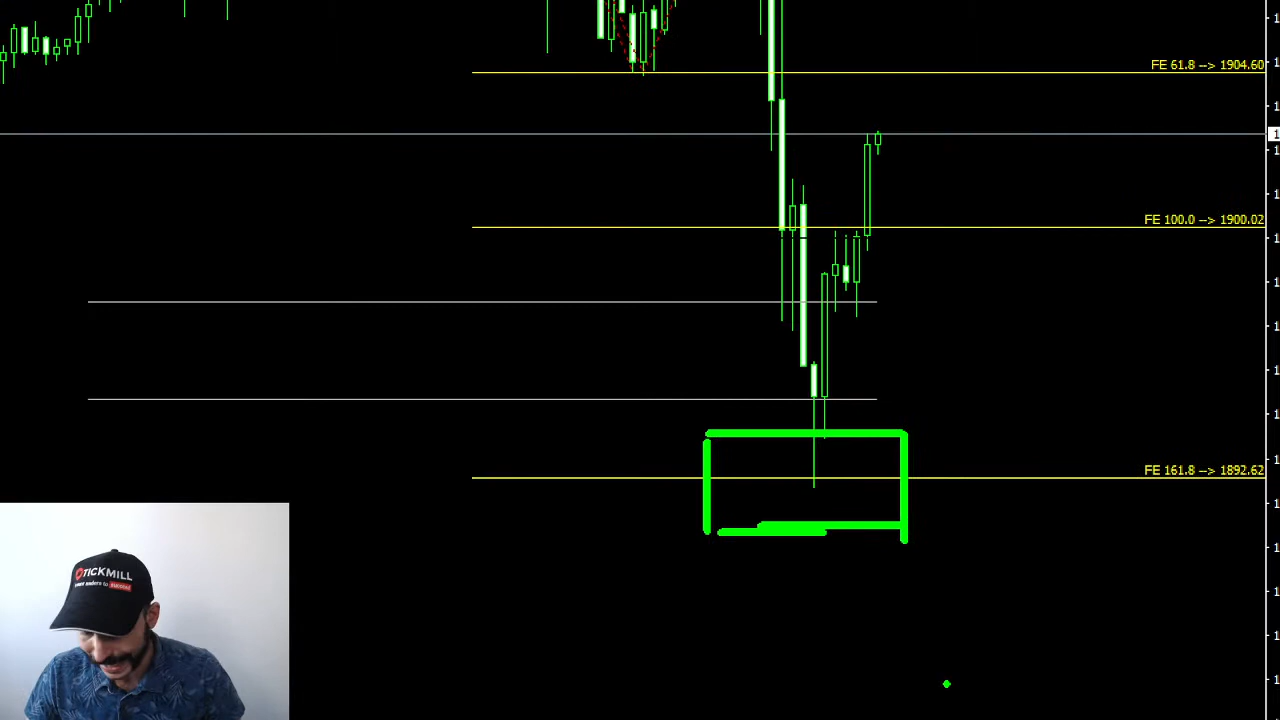 FE 61.8 --> 1904.60
FE 100.0 --> 1900.02
FE 161.8 --> 1892.62
TICKMILL